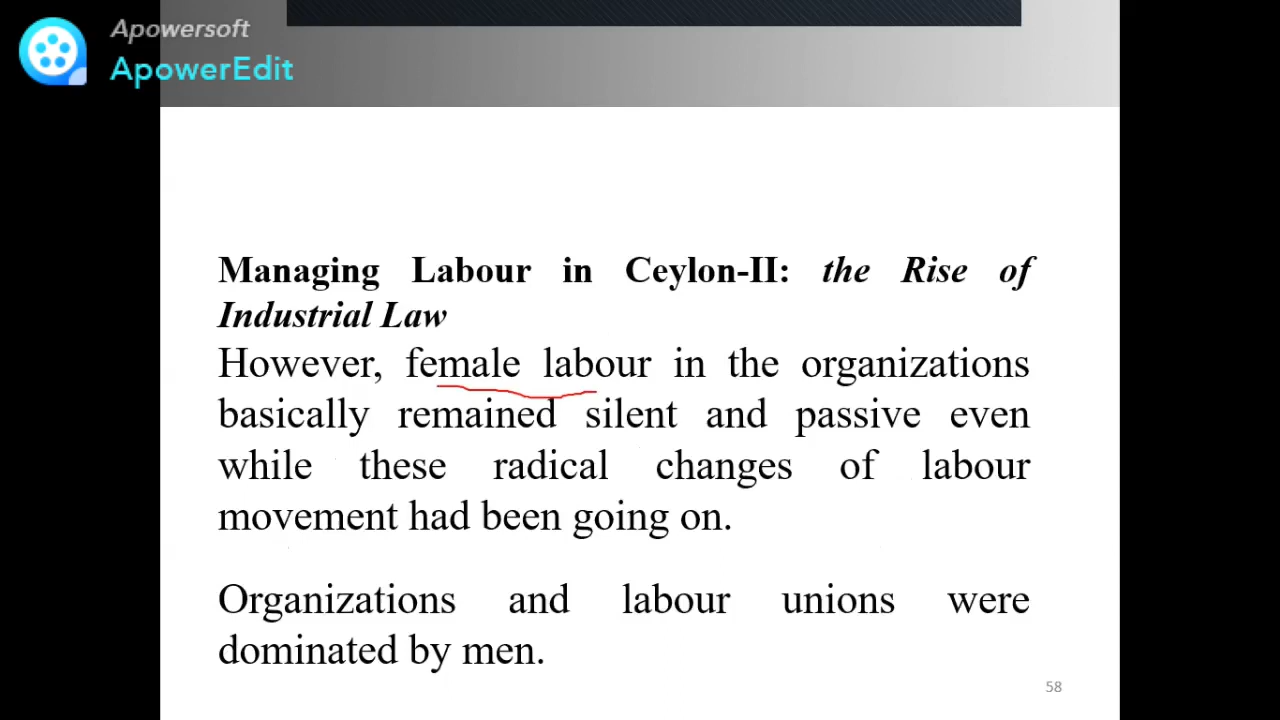 Apowersoft
ApowerEdit
Managing Labour in Ceylon-II: the Rise of
Industrial Law
However, female labour in the organizations
basically remained silent and passive even
while these radical changes of labour
movement had been going on.
Organizations and labour unions were
dominated by men.
58